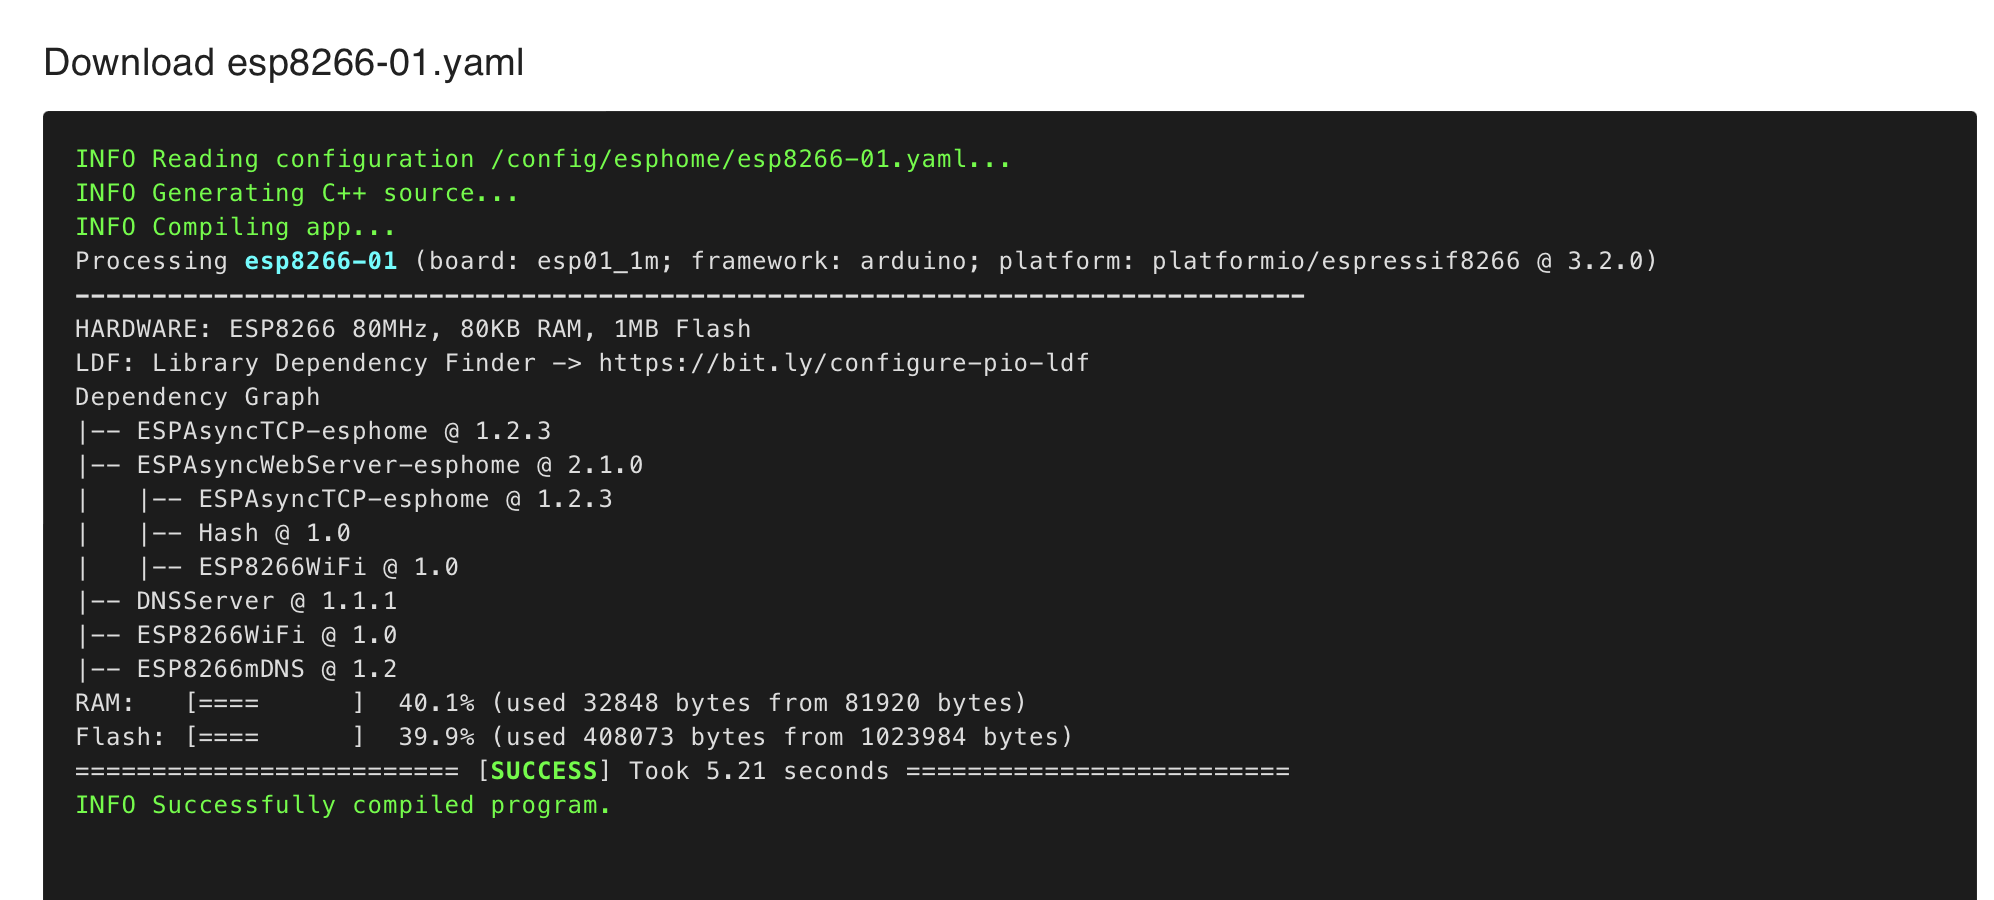 Download esp8266-01.yaml
INFO Reading configuration /config/esphome/esp8266-01.yaml...
INFO Generating C++ source...
INFO Compiling app...
Processing esp8266-01 (board: esp01_1m; framework: arduino; platform: platformio/espressif8266 @ 3.2.0)
--------------------------------------------------------------------------------
HARDWARE: ESP8266 80MHz, 80KB RAM, 1MB Flash
LDF: Library Dependency Finder -> https://bit.ly/configure-pio-ldf
Dependency Graph
|-- ESPAsyncTCP-esphome @ 1.2.3
|-- ESPAsyncWebServer-esphome @ 2.1.0
|   |-- ESPAsyncTCP-esphome @ 1.2.3
|   |-- Hash @ 1.0
|   |-- ESP8266WiFi @ 1.0
|-- DNSServer @ 1.1.1
|-- ESP8266WiFi @ 1.0
|-- ESP8266mDNS @ 1.2
RAM:   [====      ]  40.1% (used 32848 bytes from 81920 bytes)
Flash: [====      ]  39.9% (used 408073 bytes from 1023984 bytes)
========================= [SUCCESS] Took 5.21 seconds =========================
INFO Successfully compiled program.